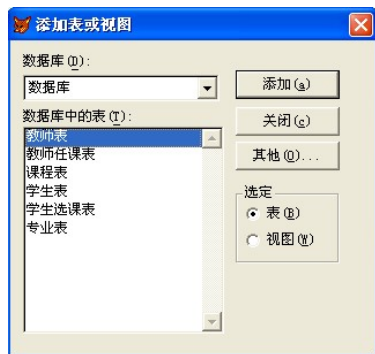 添加表或视图
数据库(D):
数据库
添加(a)
数据库中的表(T):
关闭(c)
教师表
教师任课表
其他(O)...
课程表
学生表
选定
学生选课表
表(B)
专业表
视图(W)